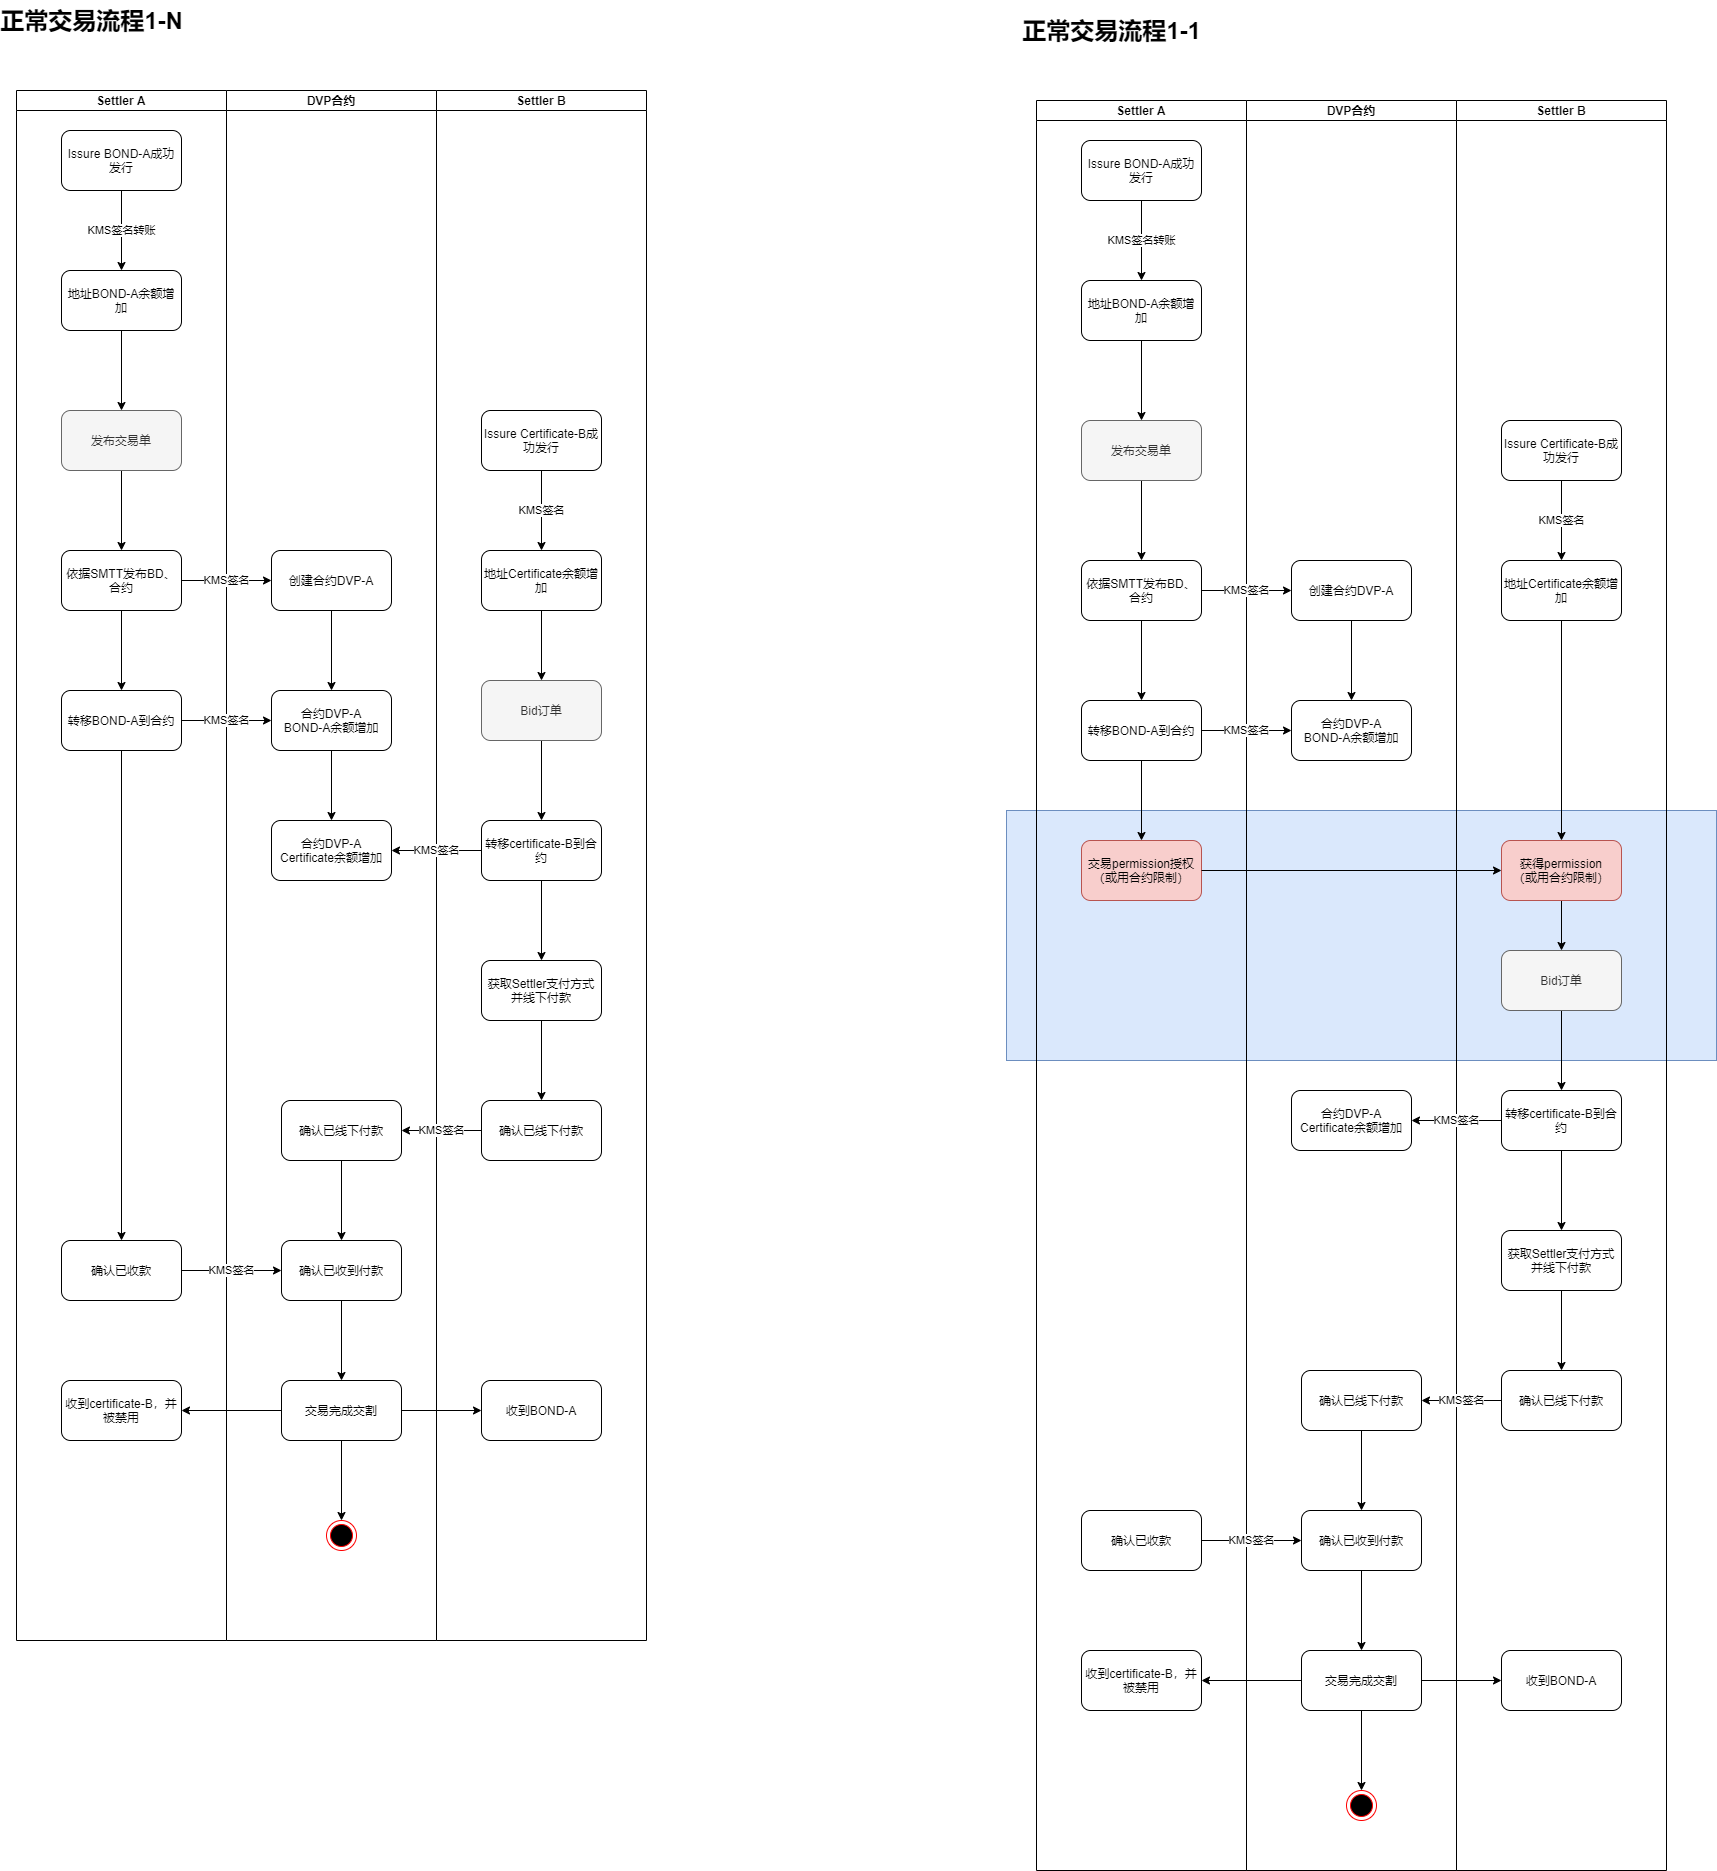 正常交易流程1-N
Settler A
DVP合约
Settler B
Issure BOND-A成功
发行
KMS签名转账
地址BOND-A余额增
加
发布交易单
Issure Certificate-B成
功发行
KMS签名
依据SMTT发布BD、
合约
KMS签名
创建合约DVP-A
地址Certificate余额增
加
转移BOND-A到合约
KMS签名
合约DVP-A
BOND-A余额增加
Bid订单
合约DVP-A
Certificate余额增加
KMS签名
转移certificate-B到合
约
获取Settler支付方式
并线下付款
确认已线下付款
KMS签名
确认已线下付款
确认已收款
KMS签名
确认已收到付款
收到certificate-B，并
被禁用
交易完成交割
收到BOND-A
正常交易流程1-1
Settler A
DVP合约
Settler B
Issure BOND-A成功
发行
KMS签名转账
地址BOND-A余额增
加
发布交易单
Issure Certificate-B成
功发行
KMS签名
依据SMTT发布BD、
合约
KMS签名
创建合约DVP-A
地址Certificate余额增
加
转移BOND-A到合约
KMS签名
合约DVP-A
BOND-A余额增加
交易permission授权
（或用合约限制）
获得permission
（或用合约限制）
Bid订单
合约DVP-A
Certificate余额增加
KMS签名
转移certificate-B到合
约
获取Settler支付方式
并线下付款
确认已线下付款
KMS签名
确认已线下付款
确认已收款
KMS签名
确认已收到付款
收到certificate-B，并
被禁用
交易完成交割
收到BOND-A